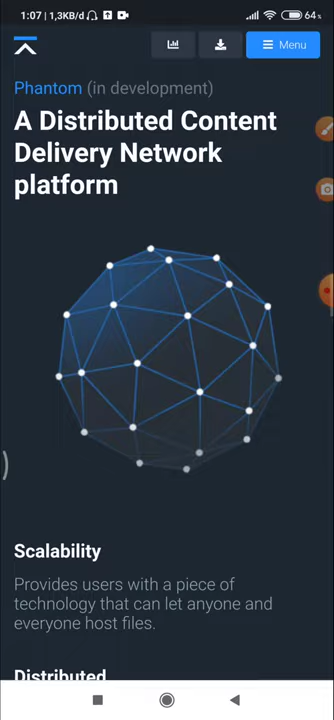 1:07 | 1,3KB/d
64%
Menu
Phantom (in development)
A Distributed Content
Delivery Network
platform
Scalability
Provides users with a piece of
technology that can let anyone and
everyone host files.
Distributed